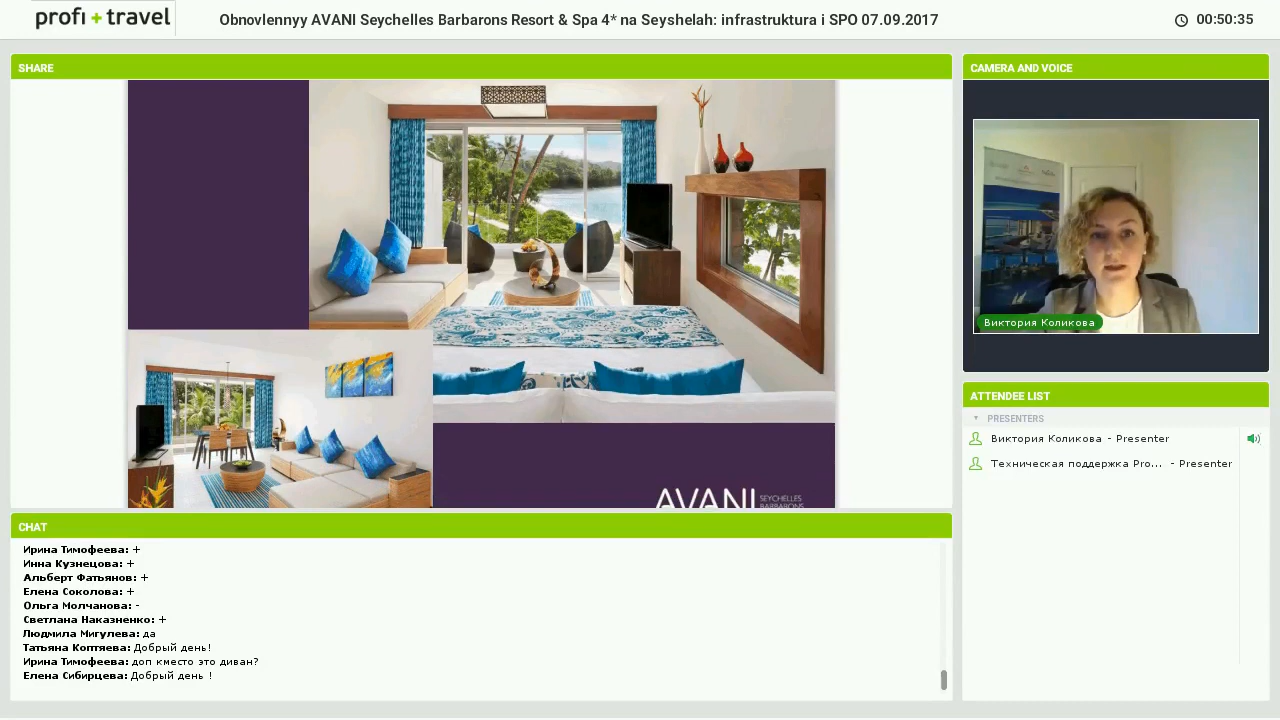 profi + travel
Obnovlennyy AVANI Seychelles Barbarons Resort & Spa 4* na Seyshelah: infrastruktura i SPO 07.09.2017
00:50:35
SHARE
AVANI SEYCHELLES
BARBARONS
CHAT
Ирина Тимофеева: +
Инна Кузнецова: +
Альберт Фатьянов: +
Елена Соколова: +
Ольга Молчанова: -
Светлана Наказненко: +
Людмила Мигулева: да
Татьяна Коптяева: Добрый день!
Ирина Тимофеева: доп кместо это диван?
Елена Сибирцева: Добрый день !
CAMERA AND VOICE
Виктория Коликова
ATTENDEE LIST
PRESENTERS
Виктория Коликова - Presenter
Техническая поддержка Pro... - Presenter